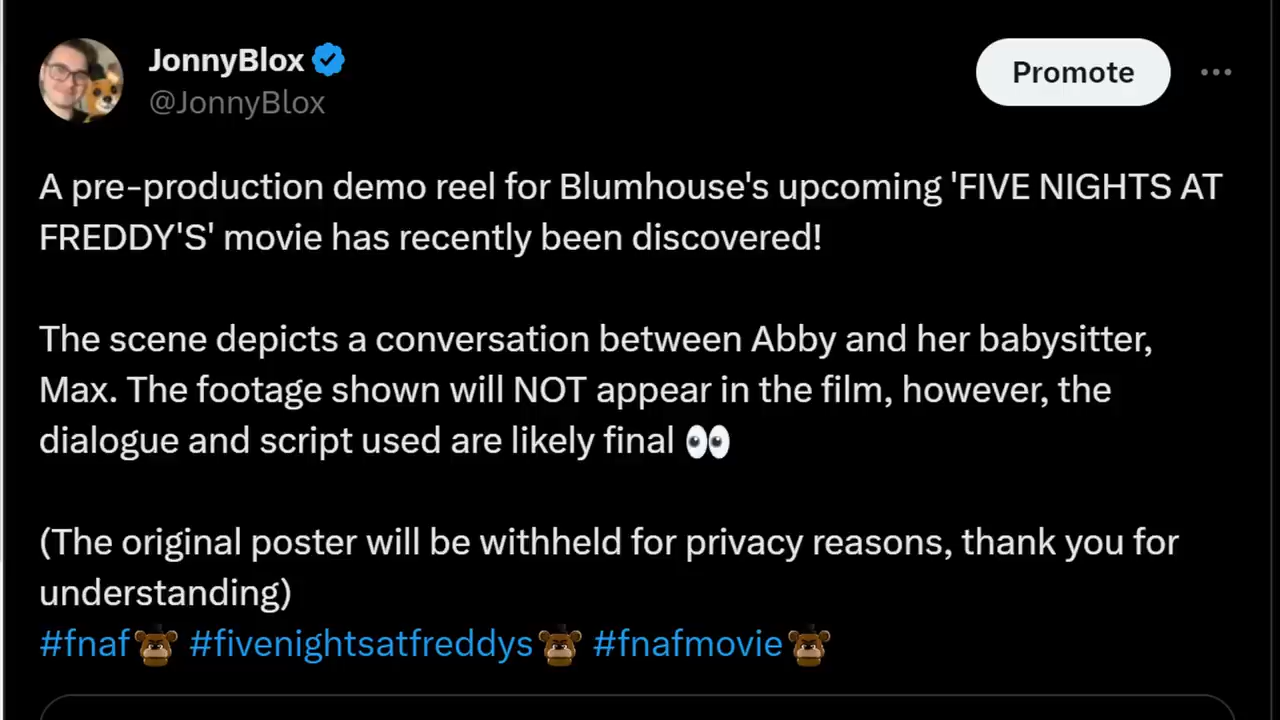 JonnyBlox
@JonnyBlox
Promote
A pre-production demo reel for Blumhouse's upcoming 'FIVE NIGHTS AT
FREDDY'S' movie has recently been discovered!
The scene depicts a conversation between Abby and her babysitter,
Max. The footage shown will NOT appear in the film, however, the
dialogue and script used are likely final 👀
(The original poster will be withheld for privacy reasons, thank you for
understanding)
#fnaf #fivenightsatfreddys #fnafmovie